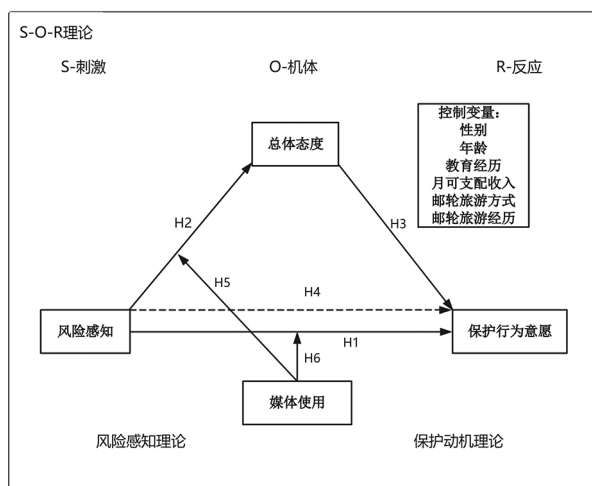 S-O-R理论
S-刺激
O-机体
R-反应
控制变量：
性别
年龄
教育经历
月可支配收入
邮轮旅游方式
邮轮旅游经历
总体态度
H2
H3
H5
H4
风险感知
保护行为意愿
H1
H6
媒体使用
风险感知理论
保护动机理论